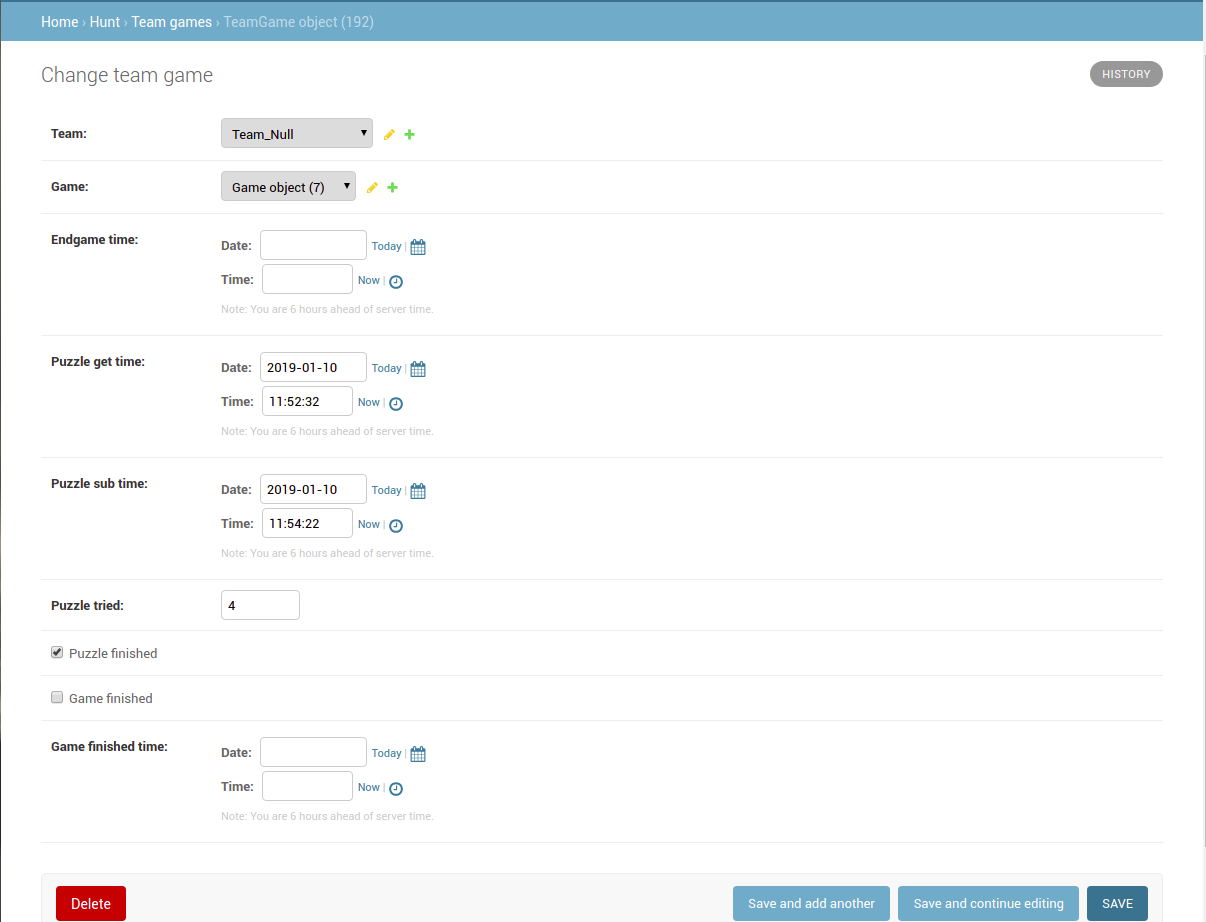 Home › Hunt › Team games › TeamGame object (192)
Change team game
HISTORY
Team: Team_Null
Game: Game object (7)
Endgame time:
Date: Today |
Time: Now |
Note: You are 6 hours ahead of server time.
Puzzle get time:
Date: 2019-01-10 Today |
Time: 11:52:32 Now |
Note: You are 6 hours ahead of server time.
Puzzle sub time:
Date: 2019-01-10 Today |
Time: 11:54:22 Now |
Note: You are 6 hours ahead of server time.
Puzzle tried: 4
Puzzle finished
Game finished
Game finished time:
Date: Today |
Time: Now |
Note: You are 6 hours ahead of server time.
Delete Save and add another Save and continue editing SAVE